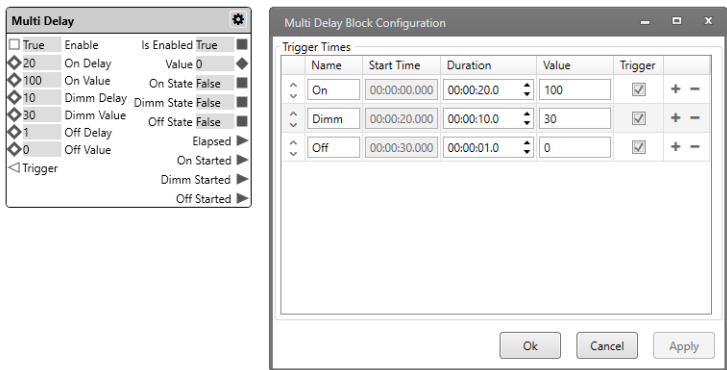 Multi Delay
True Enable Is Enabled True
20 On Delay Value 0
100 On Value On State False
10 Dimm Delay Dimm State False
30 Dimm Value Off State False
1 Off Delay Elapsed
0 Off Value On Started
Trigger Dimm Started
Off Started
Multi Delay Block Configuration
Trigger Times
Name Start Time Duration Value Trigger
On 00:00:00.000 00:00:20.0 100
Dimm 00:00:20.000 00:00:10.0 30
Off 00:00:30.000 00:00:01.0 0
Ok Cancel Apply